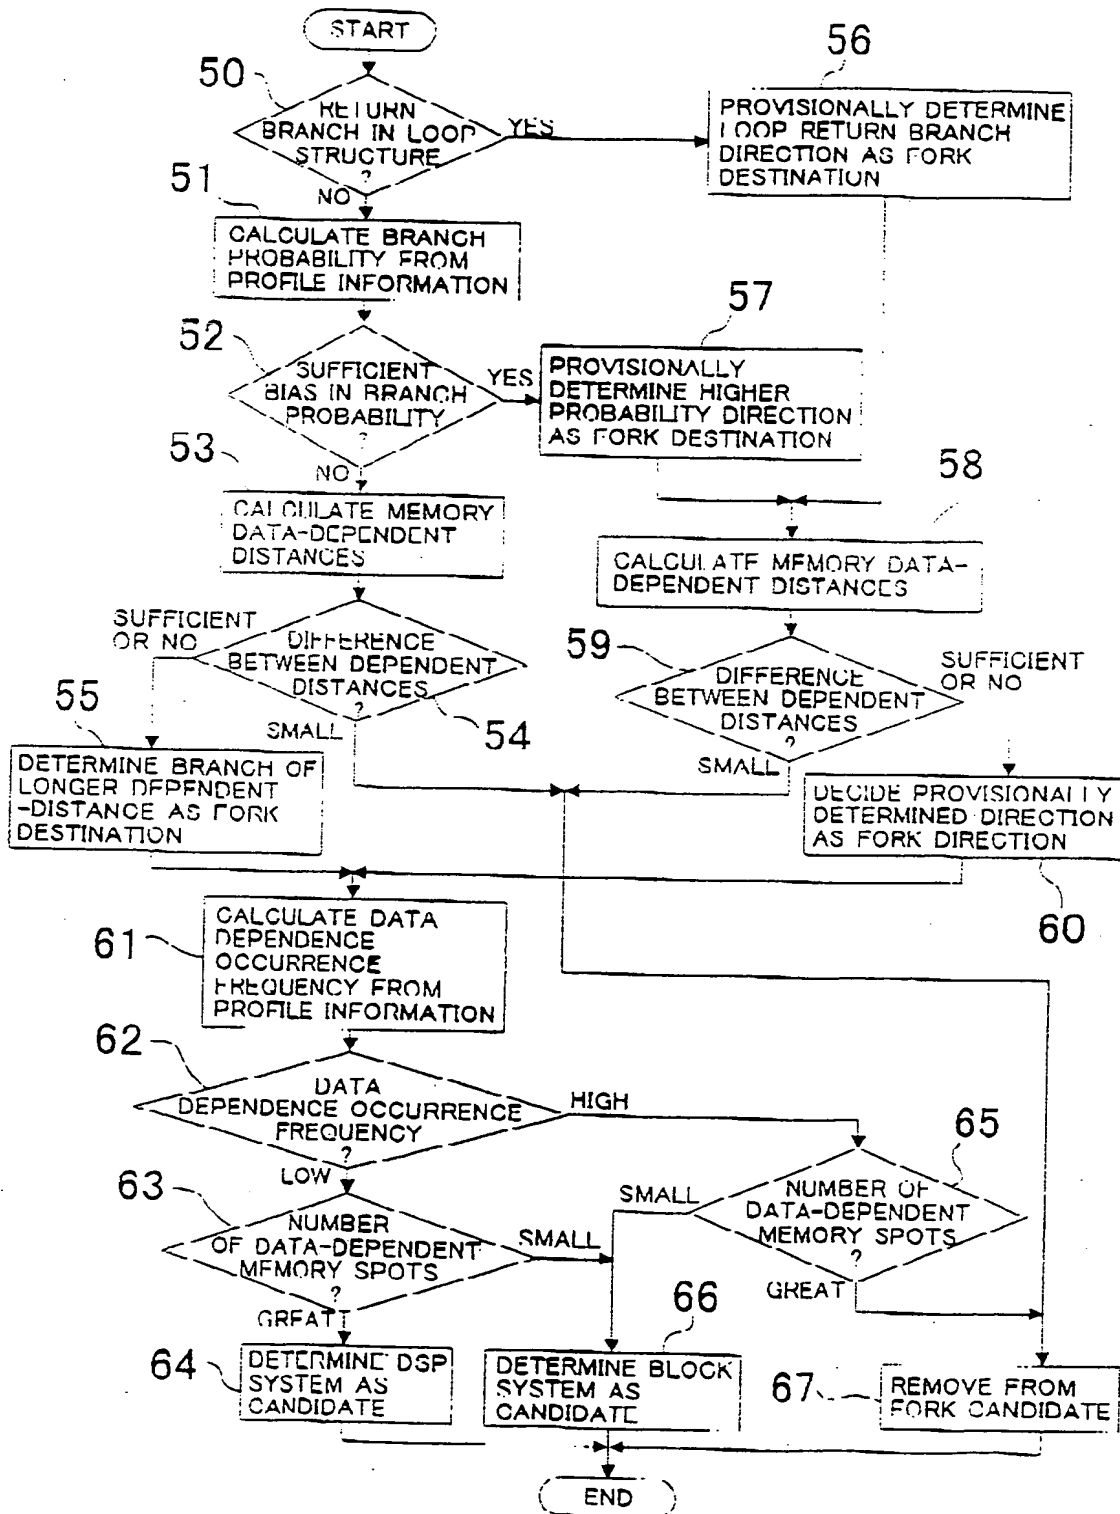 START
50
RETURN
BRANCH IN LOOP
STRUCTURE
?
YES
NO
56
PROVISIONALLY DETERMINE
LOOP RETURN BRANCH
DIRECTION AS FORK
DESTINATION
51
CALCULATE BRANCH
PROBABILITY FROM
PROFILE INFORMATION
52
SUFFICIENT
BIAS IN BRANCH
PROBABILITY
?
YES
NO
57
PROVISIONALLY
DETERMINE HIGHER
PROBABILITY DIRECTION
AS FORK DESTINATION
53
CALCULATE MEMORY
DATA-DEPENDENT
DISTANCES
58
CALCULATE MEMORY DATA-
DEPENDENT DISTANCES
SUFFICIENT
OR NO
DIFFERENCE
BETWEEN DEPENDENT
DISTANCES
?
SMALL
54
59
DIFFERENCE
BETWEEN DEPENDENT
DISTANCES
?
SMALL
SUFFICIENT
OR NO
55
DETERMINE BRANCH OF
LONGER DEPENDENT
-DISTANCE AS FORK
DESTINATION
DECIDE PROVISIONALLY
DETERMINED DIRECTION
AS FORK DIRECTION
60
61
CALCULATE DATA
DEPENDENCE
OCCURRENCE
FREQUENCY FROM
PROFILE INFORMATION
62
DATA
DEPENDENCE OCCURRENCE
FREQUENCY
?
HIGH
LOW
63
NUMBER
OF DATA-DEPENDENT
MEMORY SPOTS
?
SMALL
GREAT
65
NUMBER OF
DATA-DEPENDENT
MEMORY SPOTS
?
SMALL
GREAT
64
DETERMINE DSP
SYSTEM AS
CANDIDATE
66
DETERMINE BLOCK
SYSTEM AS
CANDIDATE
67
REMOVE FROM
FORK CANDIDATE
END